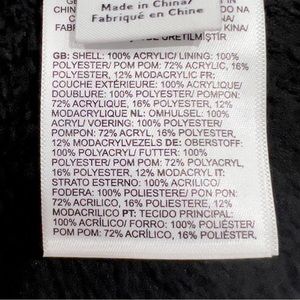 Made in China/
Fabriqué en Chine
ÜRETİLMİŞTİR
GB: SHELL: 100% ACRYLIC/ LINING: 100%
POLYESTER/ POM POM: 72% ACRYLIC, 16%
POLYESTER, 12% MODACRYLIC FR:
COUCHE EXTÉRIEURE: 100% ACRYLIQUE/
DOUBLURE: 100% POLYESTER/ POMPON:
72% ACRYLIQUE, 16% POLYESTER, 12%
MODACRYLIQUE NL: OMHULSEL: 100%
ACRYL/ VOERING: 100% POLYESTER/
POMPON: 72% ACRYL, 16% POLYESTER,
12% MODACRYLVEZELS DE: OBERSTOFF:
100% POLYACRYL/ FUTTER: 100%
POLYESTER/ POM POM: 72% POLYACRYL,
16% POLYESTER, 12% MODACRYL IT:
STRATO ESTERNO: 100% ACRILICO/
FODERA: 100% POLIESTERE/ PON PON:
72% ACRILICO, 16% POLIESTERE, 12%
MODACRILICO PT: TECIDO PRINCIPAL:
100% ACRÍLICO/ FORRO: 100% POLIÉSTER/
POM POM: 72% ACRÍLICO, 16% POLIÉSTER,